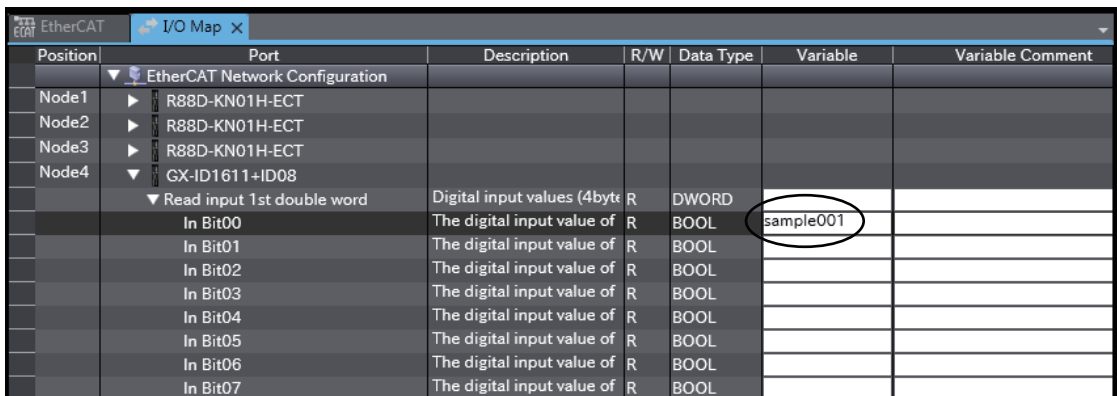 EtherCAT I/O Map
Position Port Description R/W Data Type Variable Variable Comment
EtherCAT Network Configuration
Node1 R88D-KN01H-ECT
Node2 R88D-KN01H-ECT
Node3 R88D-KN01H-ECT
Node4 GX-ID1611+ID08
Read input 1st double word Digital input values (4byte R DWORD
In Bit00 The digital input value of R BOOL sample001
In Bit01 The digital input value of R BOOL
In Bit02 The digital input value of R BOOL
In Bit03 The digital input value of R BOOL
In Bit04 The digital input value of R BOOL
In Bit05 The digital input value of R BOOL
In Bit06 The digital input value of R BOOL
In Bit07 The digital input value of R BOOL